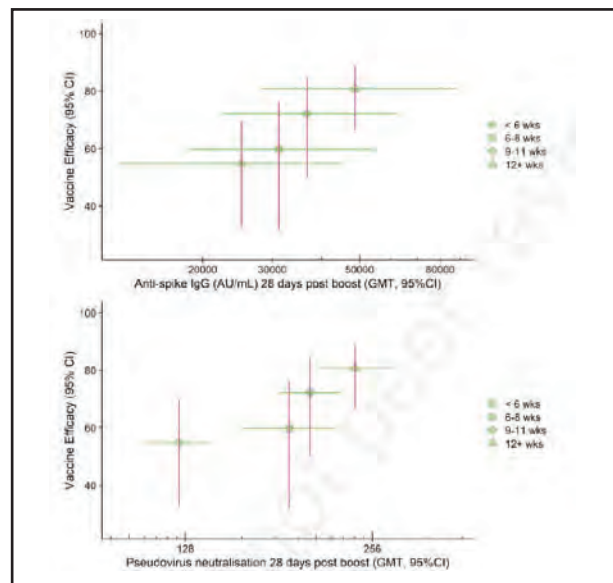 100
80
60
40
Vaccine Efficacy (95% CI)
20000 30000 50000 80000
Anti-spike IgG (AU/mL) 28 days post boost (GMT, 95%CI)
< 6 wks
6-8 wks
9-11 wks
12+ wks
100
80
60
40
Vaccine Efficacy (95% CI)
128 256
Pseudovirus neutralisation 28 days post boost (GMT, 95%CI)
< 6 wks
6-8 wks
9-11 wks
12+ wks